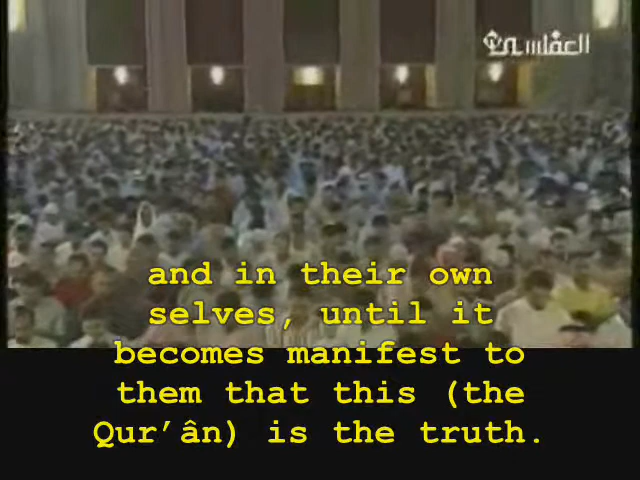 العفاسي
and in their own
selves, until it
becomes manifest to
them that this (the
Qur’ân) is the truth.